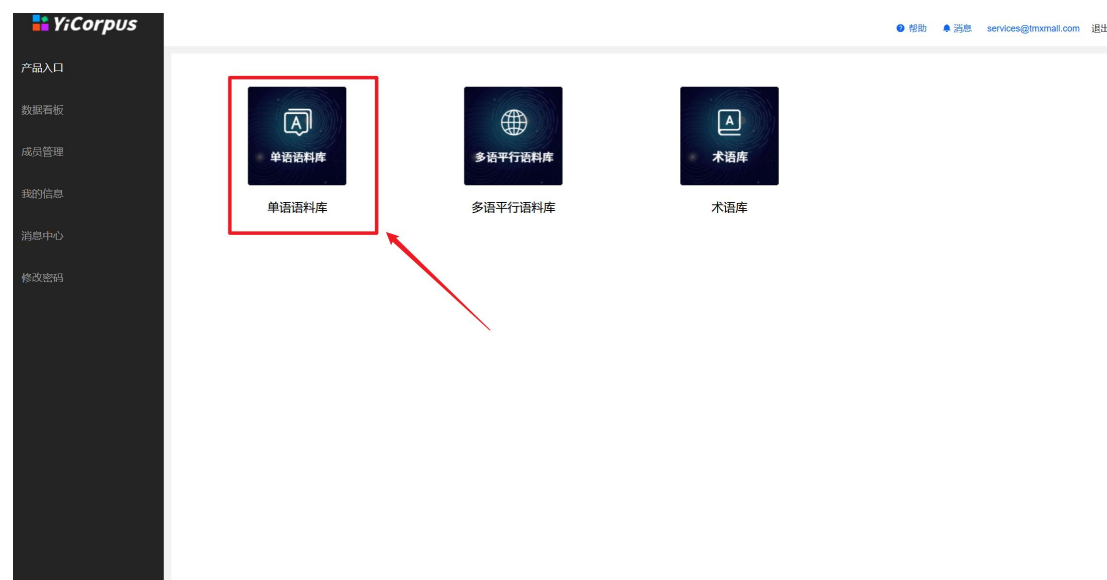 YiCorpus
帮助 消息 services@tmxmall.com 退出
产品入口
数据看板
成员管理
我的信息
消息中心
修改密码
A
单语语料库
单语语料库
多语平行语料库
多语平行语料库
A
术语库
术语库